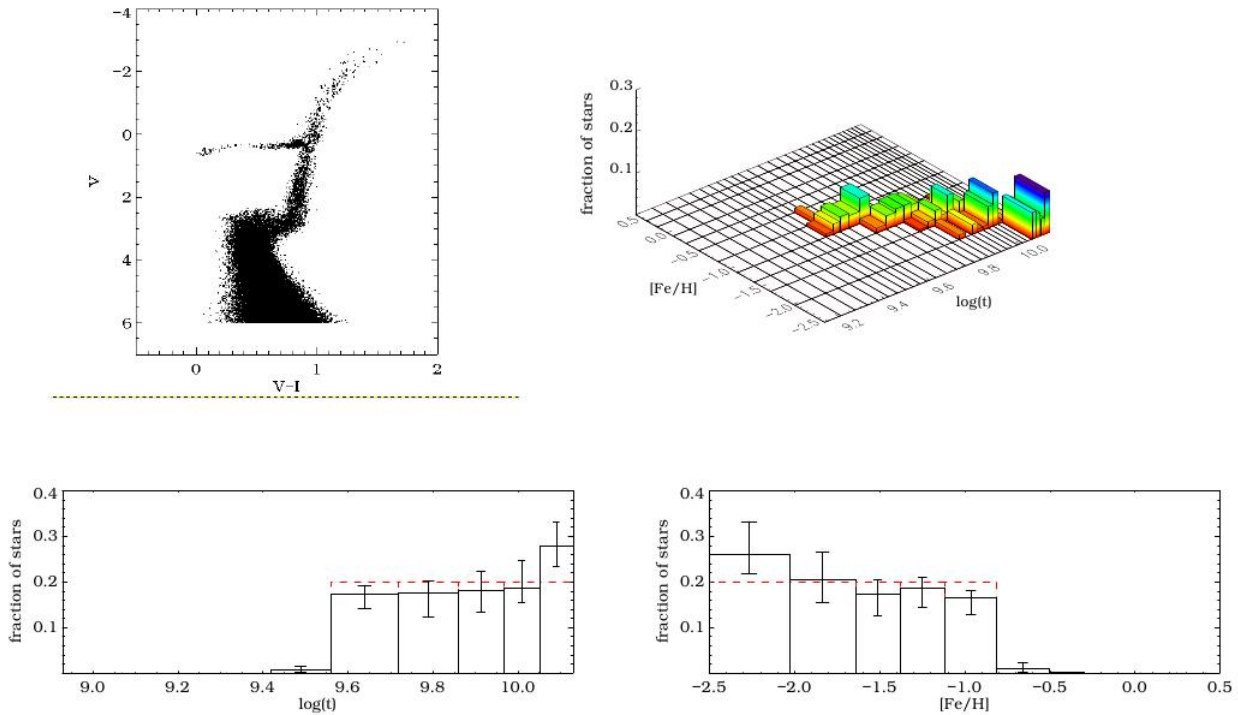 −4
−2
0
2
4
6
V
0 1 2
V−I
0.3
0.2
0.1
fraction of stars
0.5
0.0
−0.5
−1.0
−1.5
−2.0
−2.5
[Fe/H]
9.2
9.4
9.6
9.8
10.0
log(t)
0.4
0.3
0.2
0.1
fraction of stars
9.0 9.2 9.4 9.6 9.8 10.0
log(t)
0.4
0.3
0.2
0.1
fraction of stars
−2.5 −2.0 −1.5 −1.0 −0.5 0.0 0.5
[Fe/H]